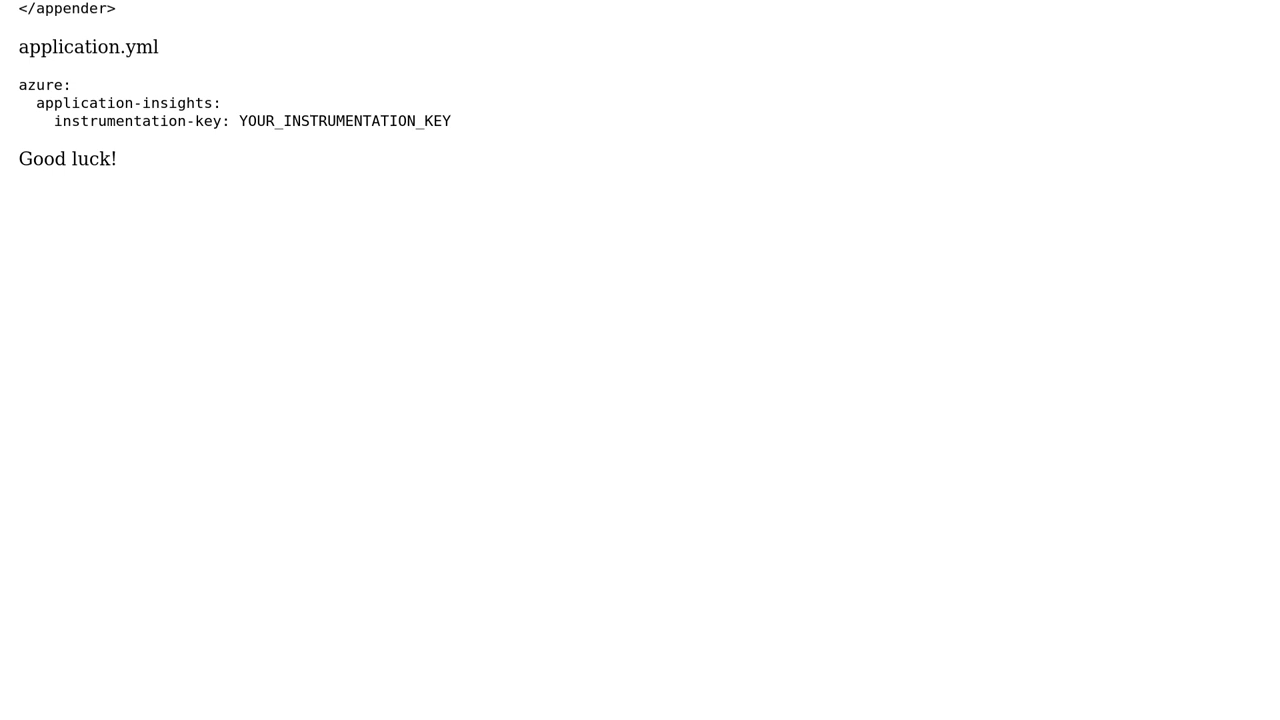 </appender>
application.yml
azure:
  application-insights:
    instrumentation-key: YOUR_INSTRUMENTATION_KEY
Good luck!